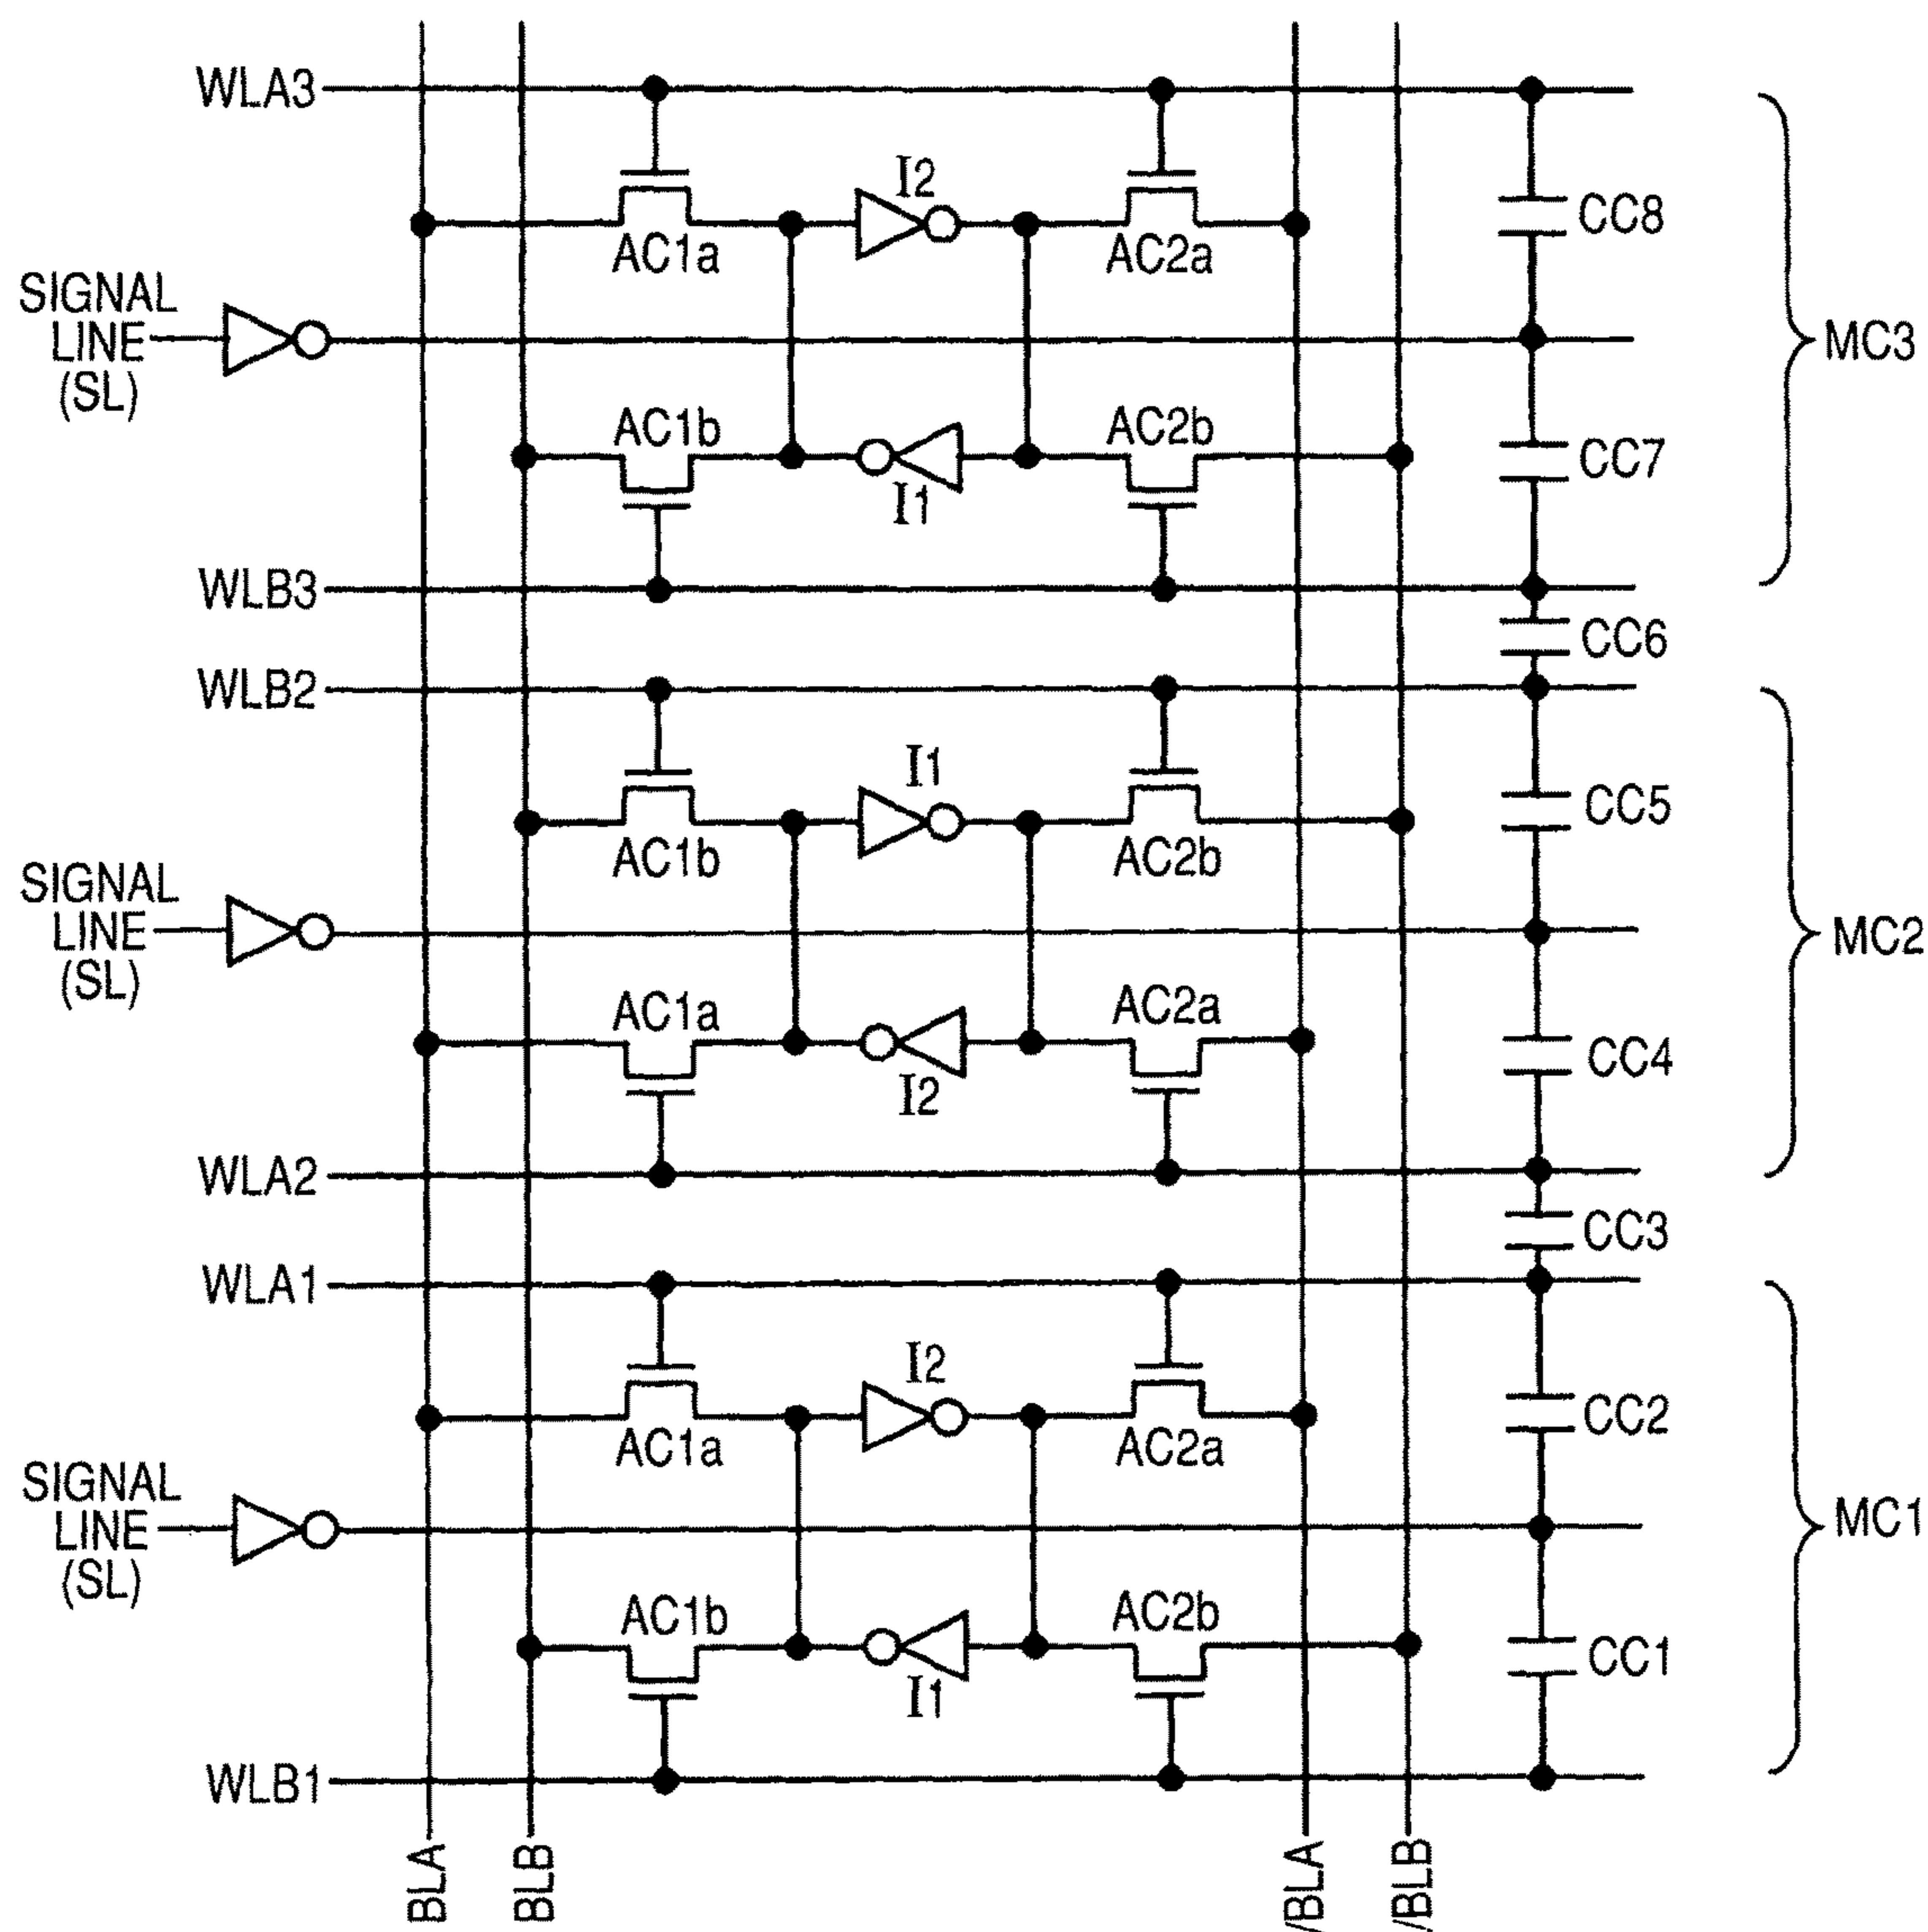 WLA3
I2
CC8
AC1a
AC2a
SIGNAL
LINE
(SL)
MC3
AC1b
AC2b
CC7
I1
WLB3
CC6
WLB2
I1
CC5
AC1b
AC2b
SIGNAL
LINE
(SL)
MC2
AC1a
AC2a
CC4
I2
WLA2
CC3
WLA1
I2
CC2
AC1a
AC2a
SIGNAL
LINE
(SL)
MC1
AC1b
AC2b
CC1
I1
WLB1
BLA
BLB
/BLA
/BLB